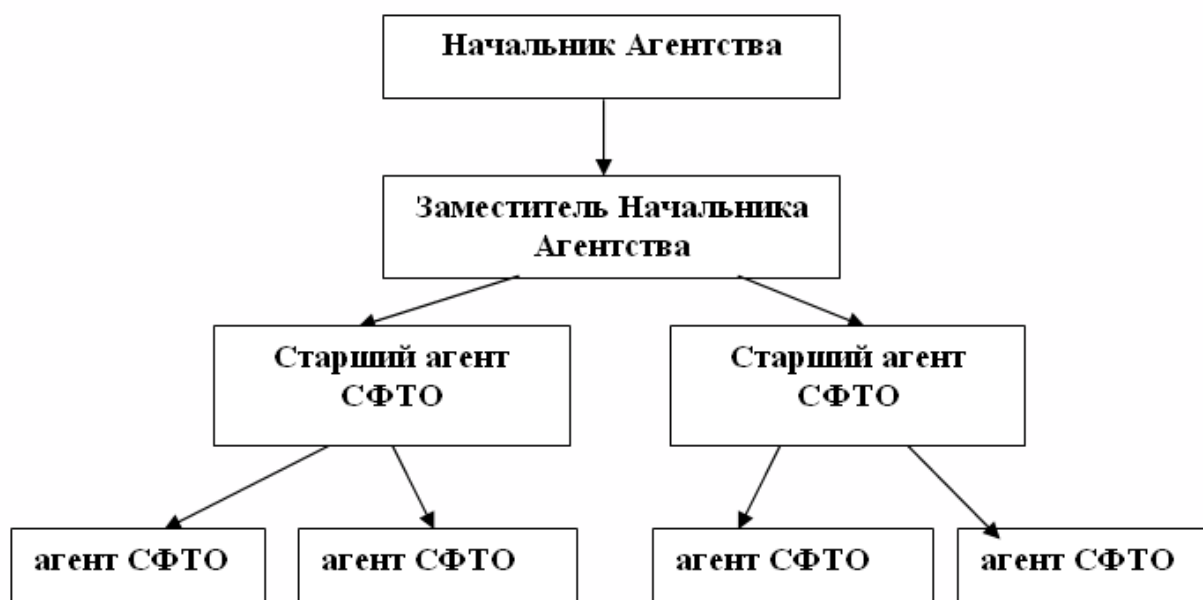 Начальник Агентства
Заместитель Начальника
Агентства
Старший агент
СФТО
Старший агент
СФТО
агент СФТО
агент СФТО
агент СФТО
агент СФТО